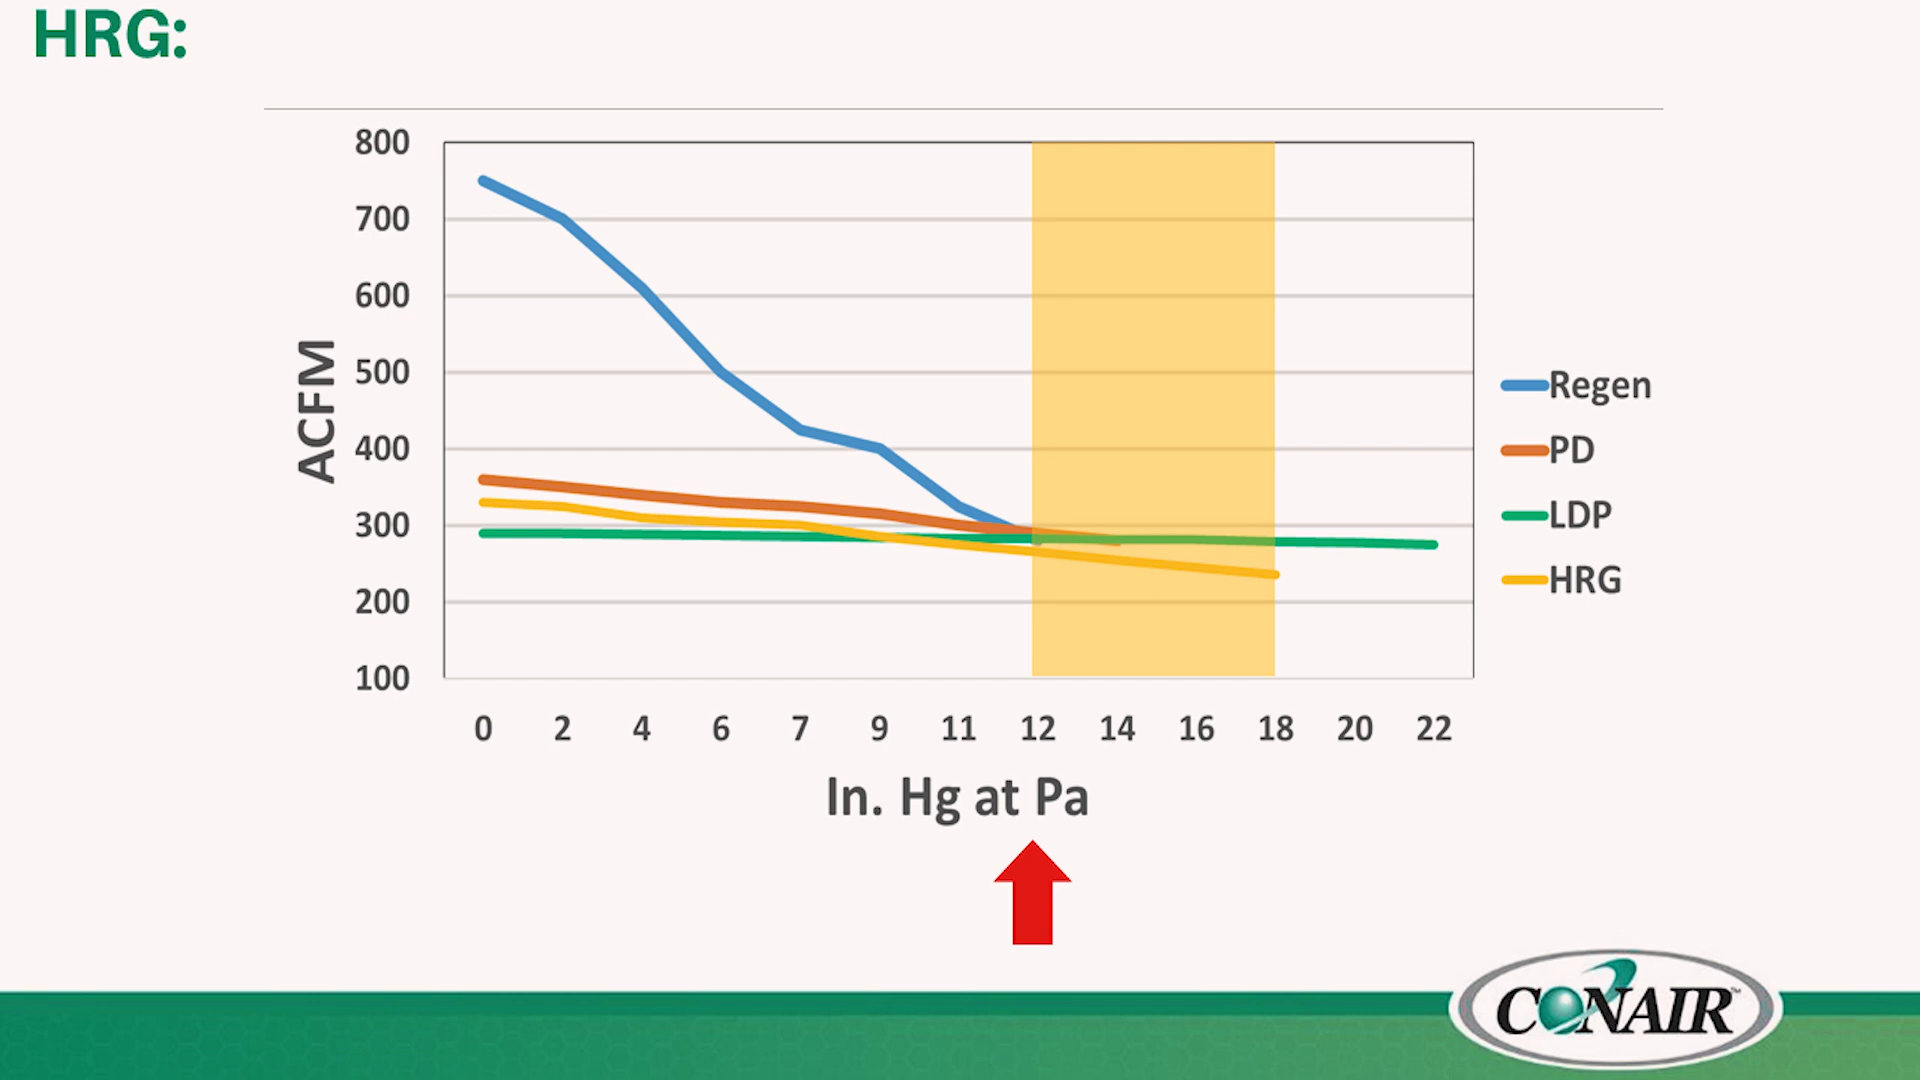 HRG:
800
700
600
500
400
300
200
100
ACFM
0 2 4 6 7 9 11 12 14 16 18 20 22
In. Hg at Pa
Regen
PD
LDP
HRG
CONAIR™